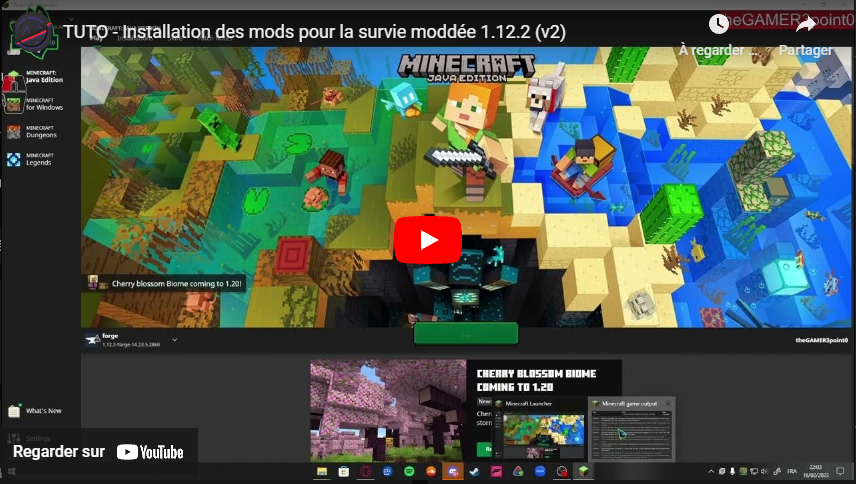 Minecraft Launcher
TUTO - Installation des mods pour la survie moddée 1.12.2 (v2)
theGAMER3point0
À regarder ...
Partager
MINECRAFT
JAVA EDITION
MINECRAFT:
Java Edition
MINECRAFT
for Windows
MINECRAFT
Dungeons
MINECRAFT
Legends
Cherry blossom Biome coming to 1.20!
forge
1.12.2-forge-14.23.5.2860
theGAMER3point0
CHERRY BLOSSOM BIOME
COMING TO 1.20
Minecraft Launcher
Minecraft game output
What's New
Settings
Regarder sur YouTube
FRA
22:03
16/02/2023